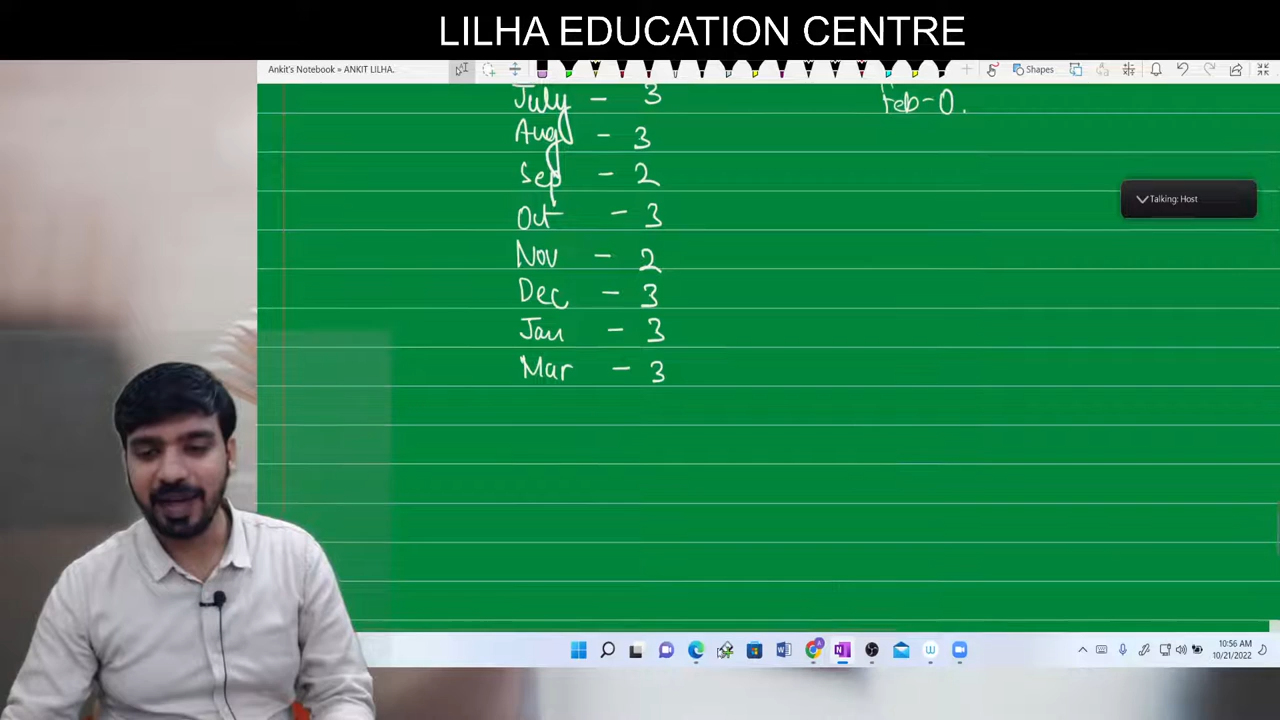 LILHA EDUCATION CENTRE
Ankit's Notebook » ANKIT LILHA.
Shapes
July - 3
Feb-0.
Aug - 3
Sep - 2
Talking: Host
Oct - 3
Nov - 2
Dec - 3
Jan - 3
Mar - 3
10:56 AM
10/21/2022